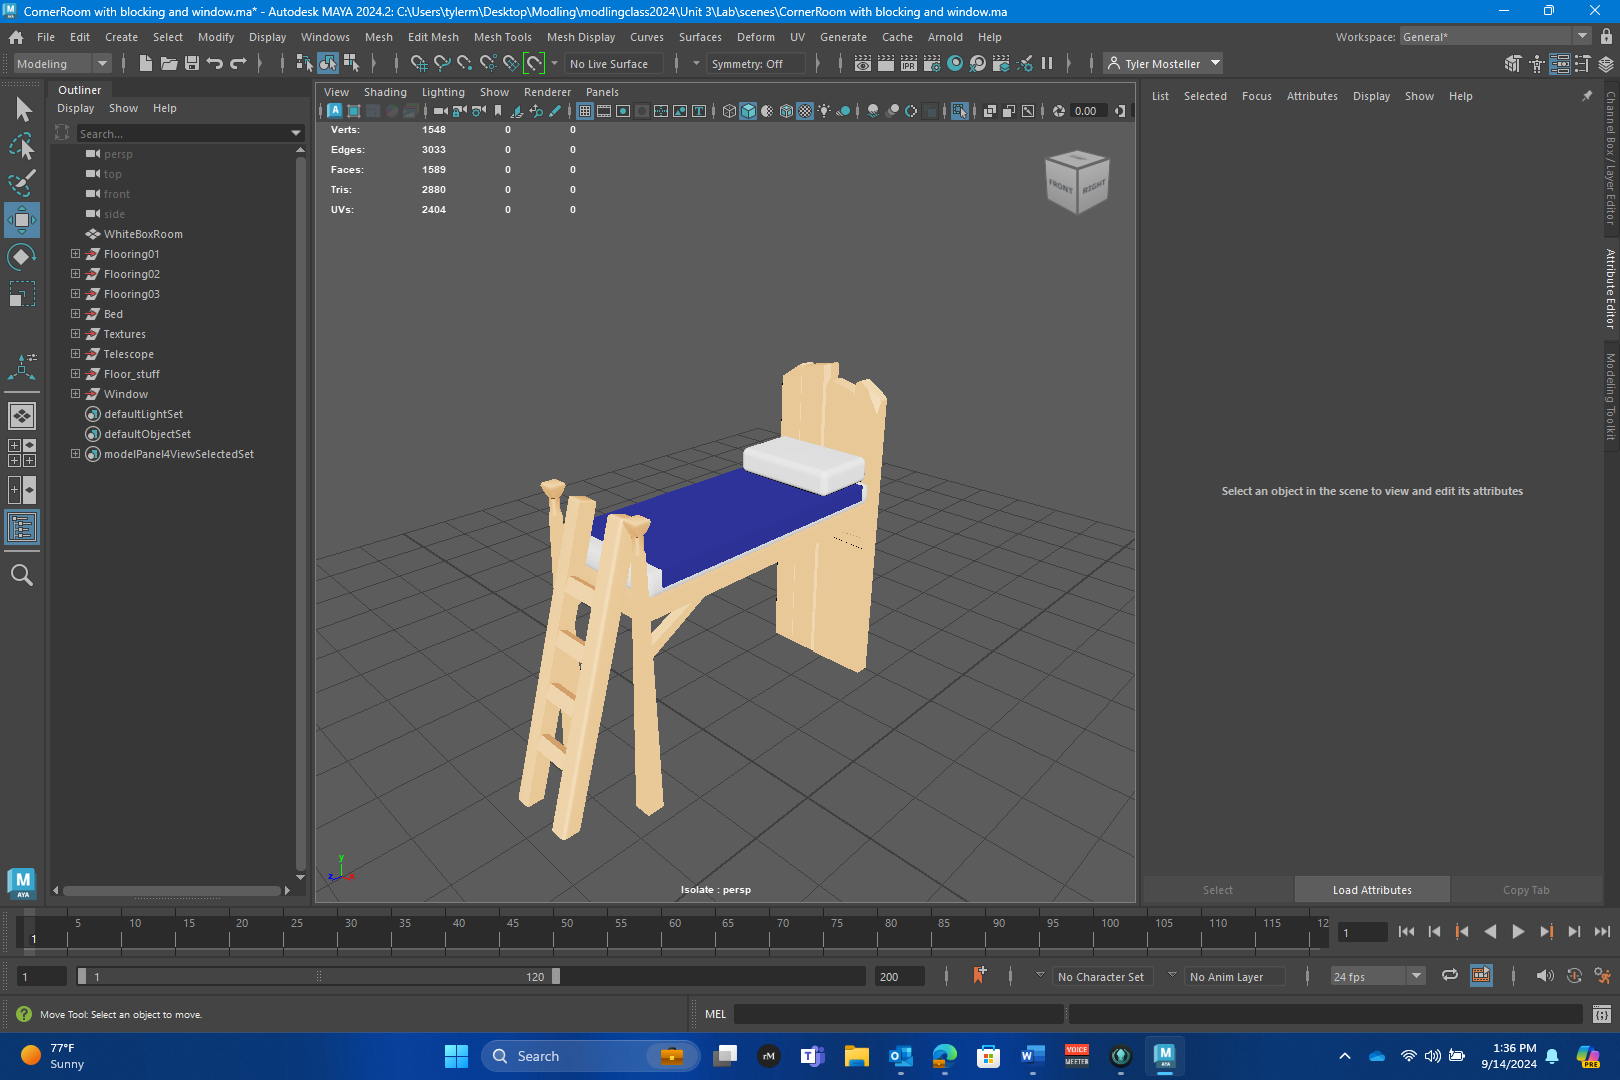 CornerRoom with blocking and window.ma* - Autodesk MAYA 2024.2: C:\Users\tylerm\Desktop\Modling\modlingclass2024\Unit 3\Lab\scenes\CornerRoom with blocking and window.ma
File Edit Create Select Modify Display Windows Mesh Edit Mesh Mesh Tools Mesh Display Curves Surfaces Deform UV Generate Cache Arnold Help
Workspace: General*
Modeling
No Live Surface
Symmetry: Off
IPR
Tyler Mosteller
Outliner
Display Show Help
Search...
persp
top
front
side
WhiteBoxRoom
Flooring01
Flooring02
Flooring03
Bed
Textures
Telescope
Floor_stuff
Window
defaultLightSet
defaultObjectSet
modelPanel4ViewSelectedSet
View Shading Lighting Show Renderer Panels
0.00
Verts: 1548 0 0
Edges: 3033 0 0
Faces: 1589 0 0
Tris: 2880 0 0
UVs: 2404 0 0
FRONT RIGHT
y
z x
Isolate : persp
List Selected Focus Attributes Display Show Help
Channel Box / Layer Editor
Attribute Editor
Modeling Toolkit
Select an object in the scene to view and edit its attributes
Select Load Attributes Copy Tab
M
AYA
5 10 15 20 25 30 35 40 45 50 55 60 65 70 75 80 85 90 95 100 105 110 115 12
1
1
1 1 120 200
No Character Set
No Anim Layer
24 fps
Move Tool: Select an object to move.
MEL
77°F
Sunny
Search
rM
VOICE
MEETER
M
AYA
1:36 PM
9/14/2024
PRE